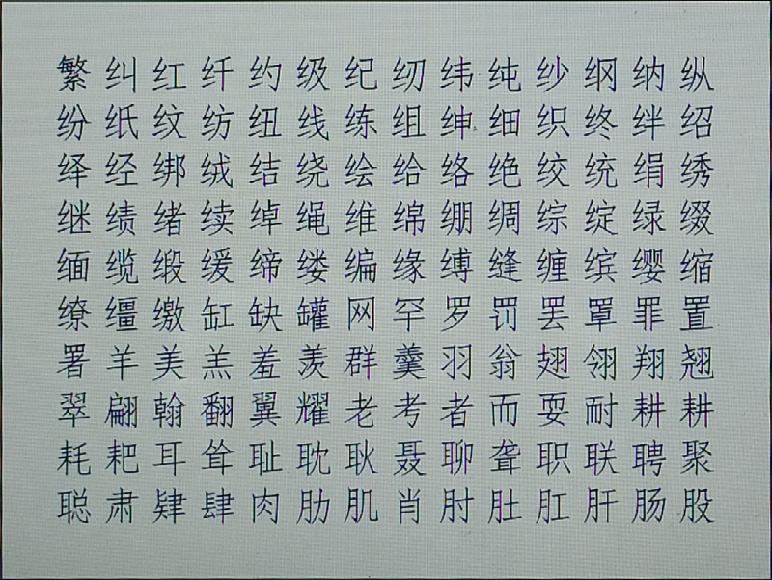 繁纠红纤约级纪纫纬纯纱纲纳纵
纷纸纹纺纽线练组绅细织终绊绍
绎经绑绒结绕绘给络绝绞统绢绣
继绩绪续绰绳维绵绷绸综绽绿缀
缅缆缎缓缔缕编缘缚缝缠缤缨缩
缭缰缴缸缺罐网罕罗罚罢罩罪置
署羊美羔羞羡群羹羽翁翅翎翔翘
翠翩翰翻翼耀老考者而耍耐耕耕
耗耙耳耸耻耽耿聂聊聋职联聘聚
聪肃肄肆肉肋肌肖肘肚肛肝肠股